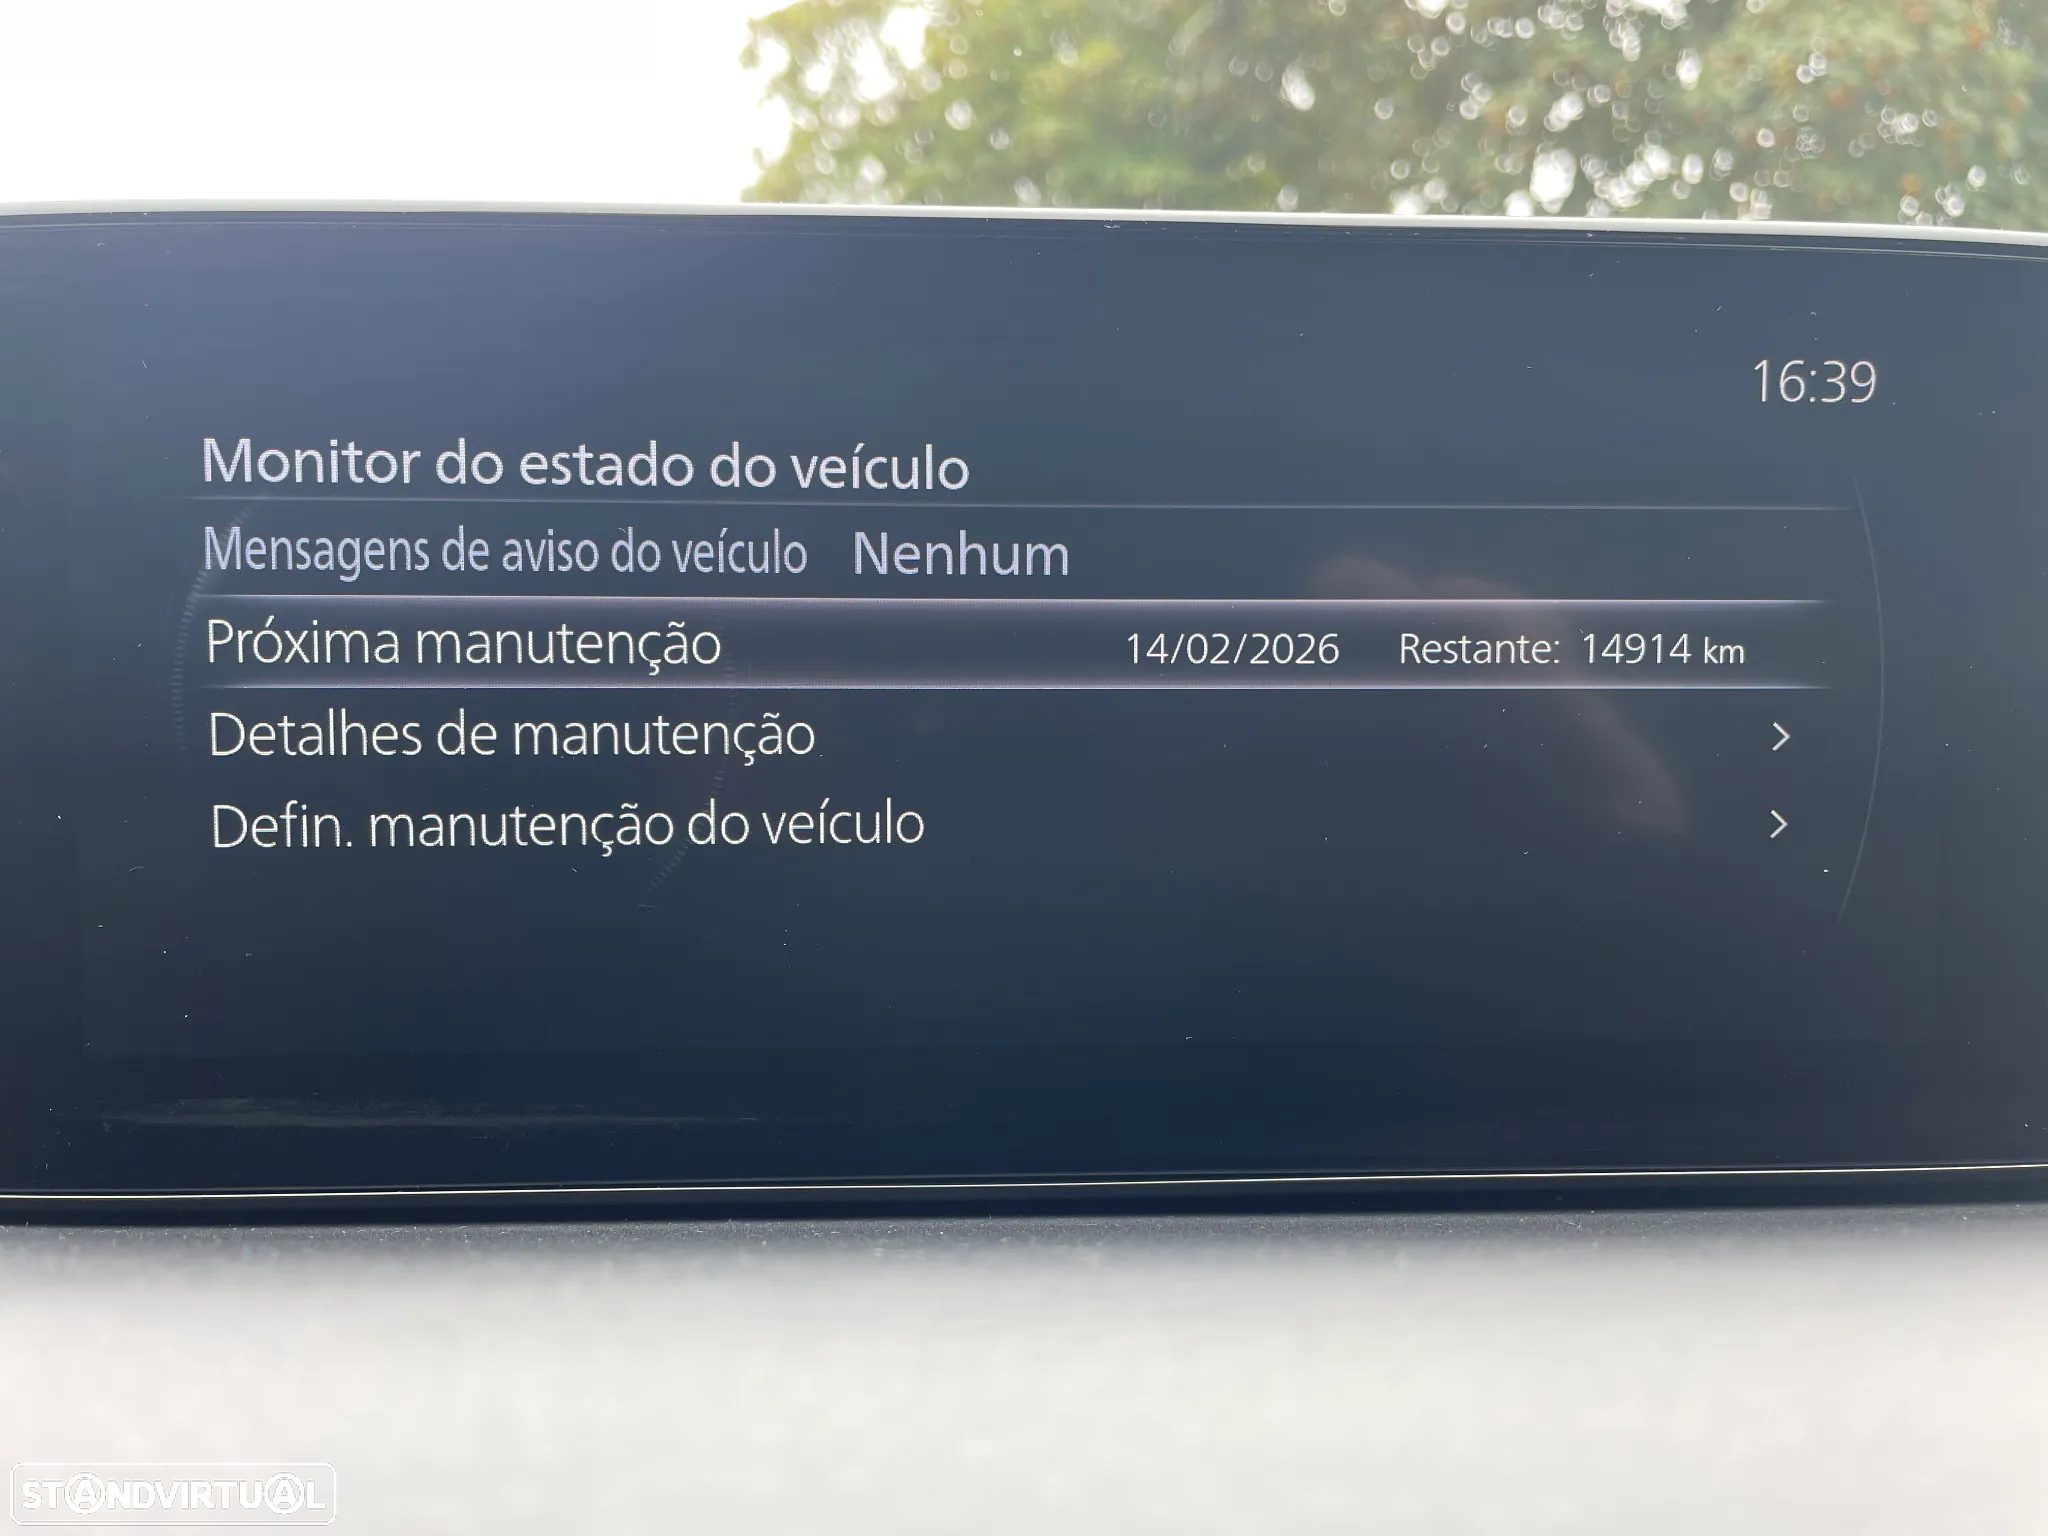 16:39
Monitor do estado do veículo
Mensagens de aviso do veículo Nenhum
Próxima manutenção 14/02/2026 Restante: 14914 km
Detalhes de manutenção
Defin. manutenção do veículo
STANDVIRTUAL